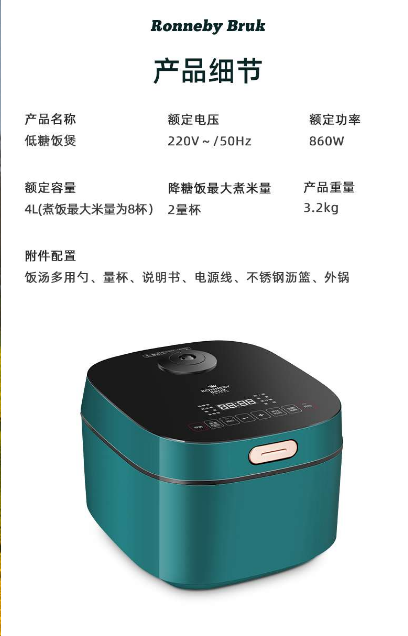 Ronneby Bruk
产品细节
产品名称 额定电压 额定功率
低糖饭煲 220V～/50Hz 860W
额定容量 降糖饭最大煮米量 产品重量
4L(煮饭最大米量为8杯) 2量杯 3.2kg
附件配置
饭汤多用勺、量杯、说明书、电源线、不锈钢沥篮、外锅
RONNEBY
BRUK
88:88